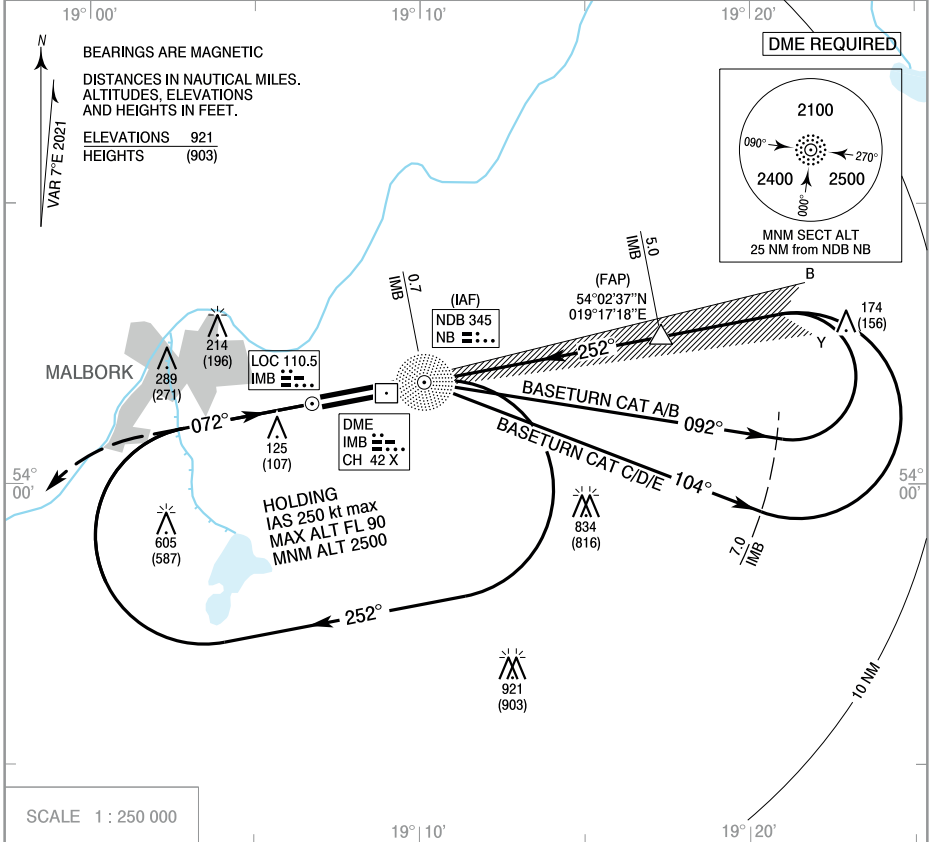 19° 00'
19° 10'
19° 20'
N
VAR 7°E 2021
BEARINGS ARE MAGNETIC
DISTANCES IN NAUTICAL MILES.
ALTITUDES, ELEVATIONS
AND HEIGHTS IN FEET.
ELEVATIONS 921
HEIGHTS (903)
DME REQUIRED
2100
090°
270°
2400
2500
000°
MNM SECT ALT
25 NM from NDB NB
0.7
IMB
(IAF)
NDB 345
NB
5.0
IMB
(FAP)
54°02'37"N
019°17'18"E
B
Y
174
(156)
252°
MALBORK
214
(196)
289
(271)
LOC 110.5
IMB
DME
IMB
CH 42 X
072°
125
(107)
BASETURN CAT A/B 092°
BASETURN CAT C/D/E 104°
54°
00'
54°
00'
HOLDING
IAS 250 kt max
MAX ALT FL 90
MNM ALT 2500
605
(587)
834
(816)
7.0
IMB
252°
921
(903)
10 NM
SCALE 1 : 250 000
19° 10'
19° 20'